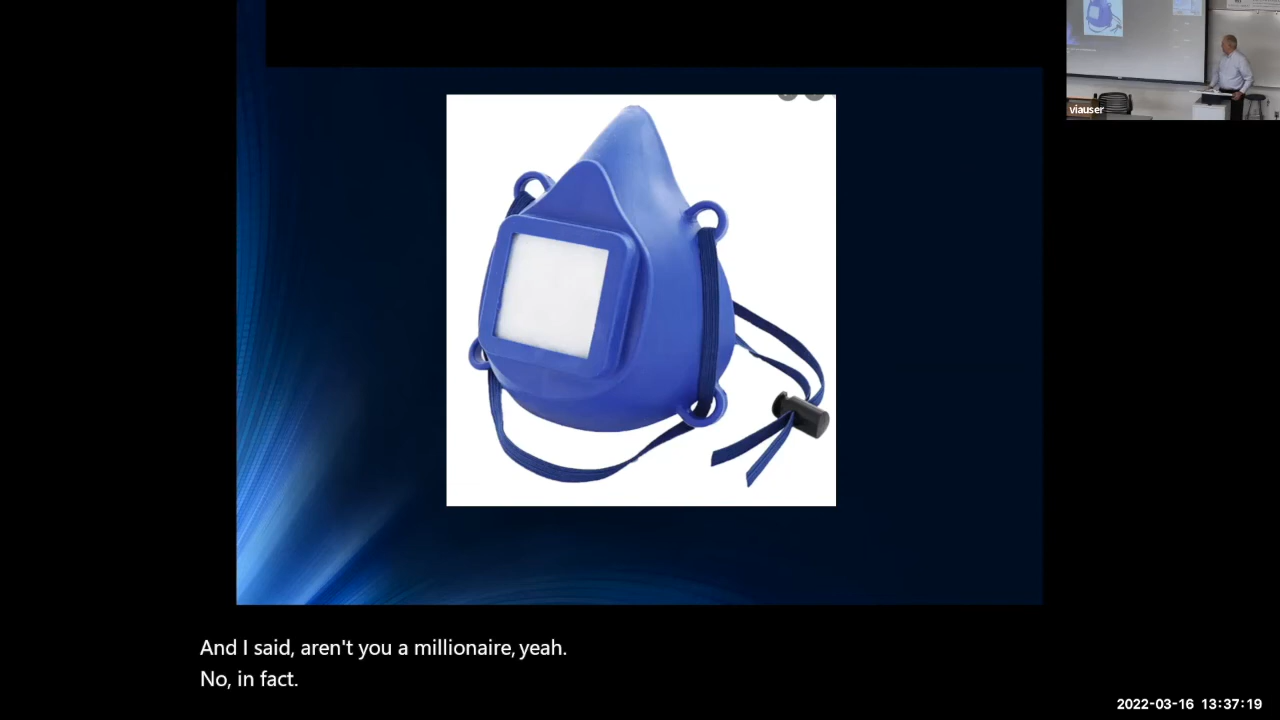 viauser
And I said, aren't you a millionaire, yeah.
No, in fact.
2022-03-16 13:37:19